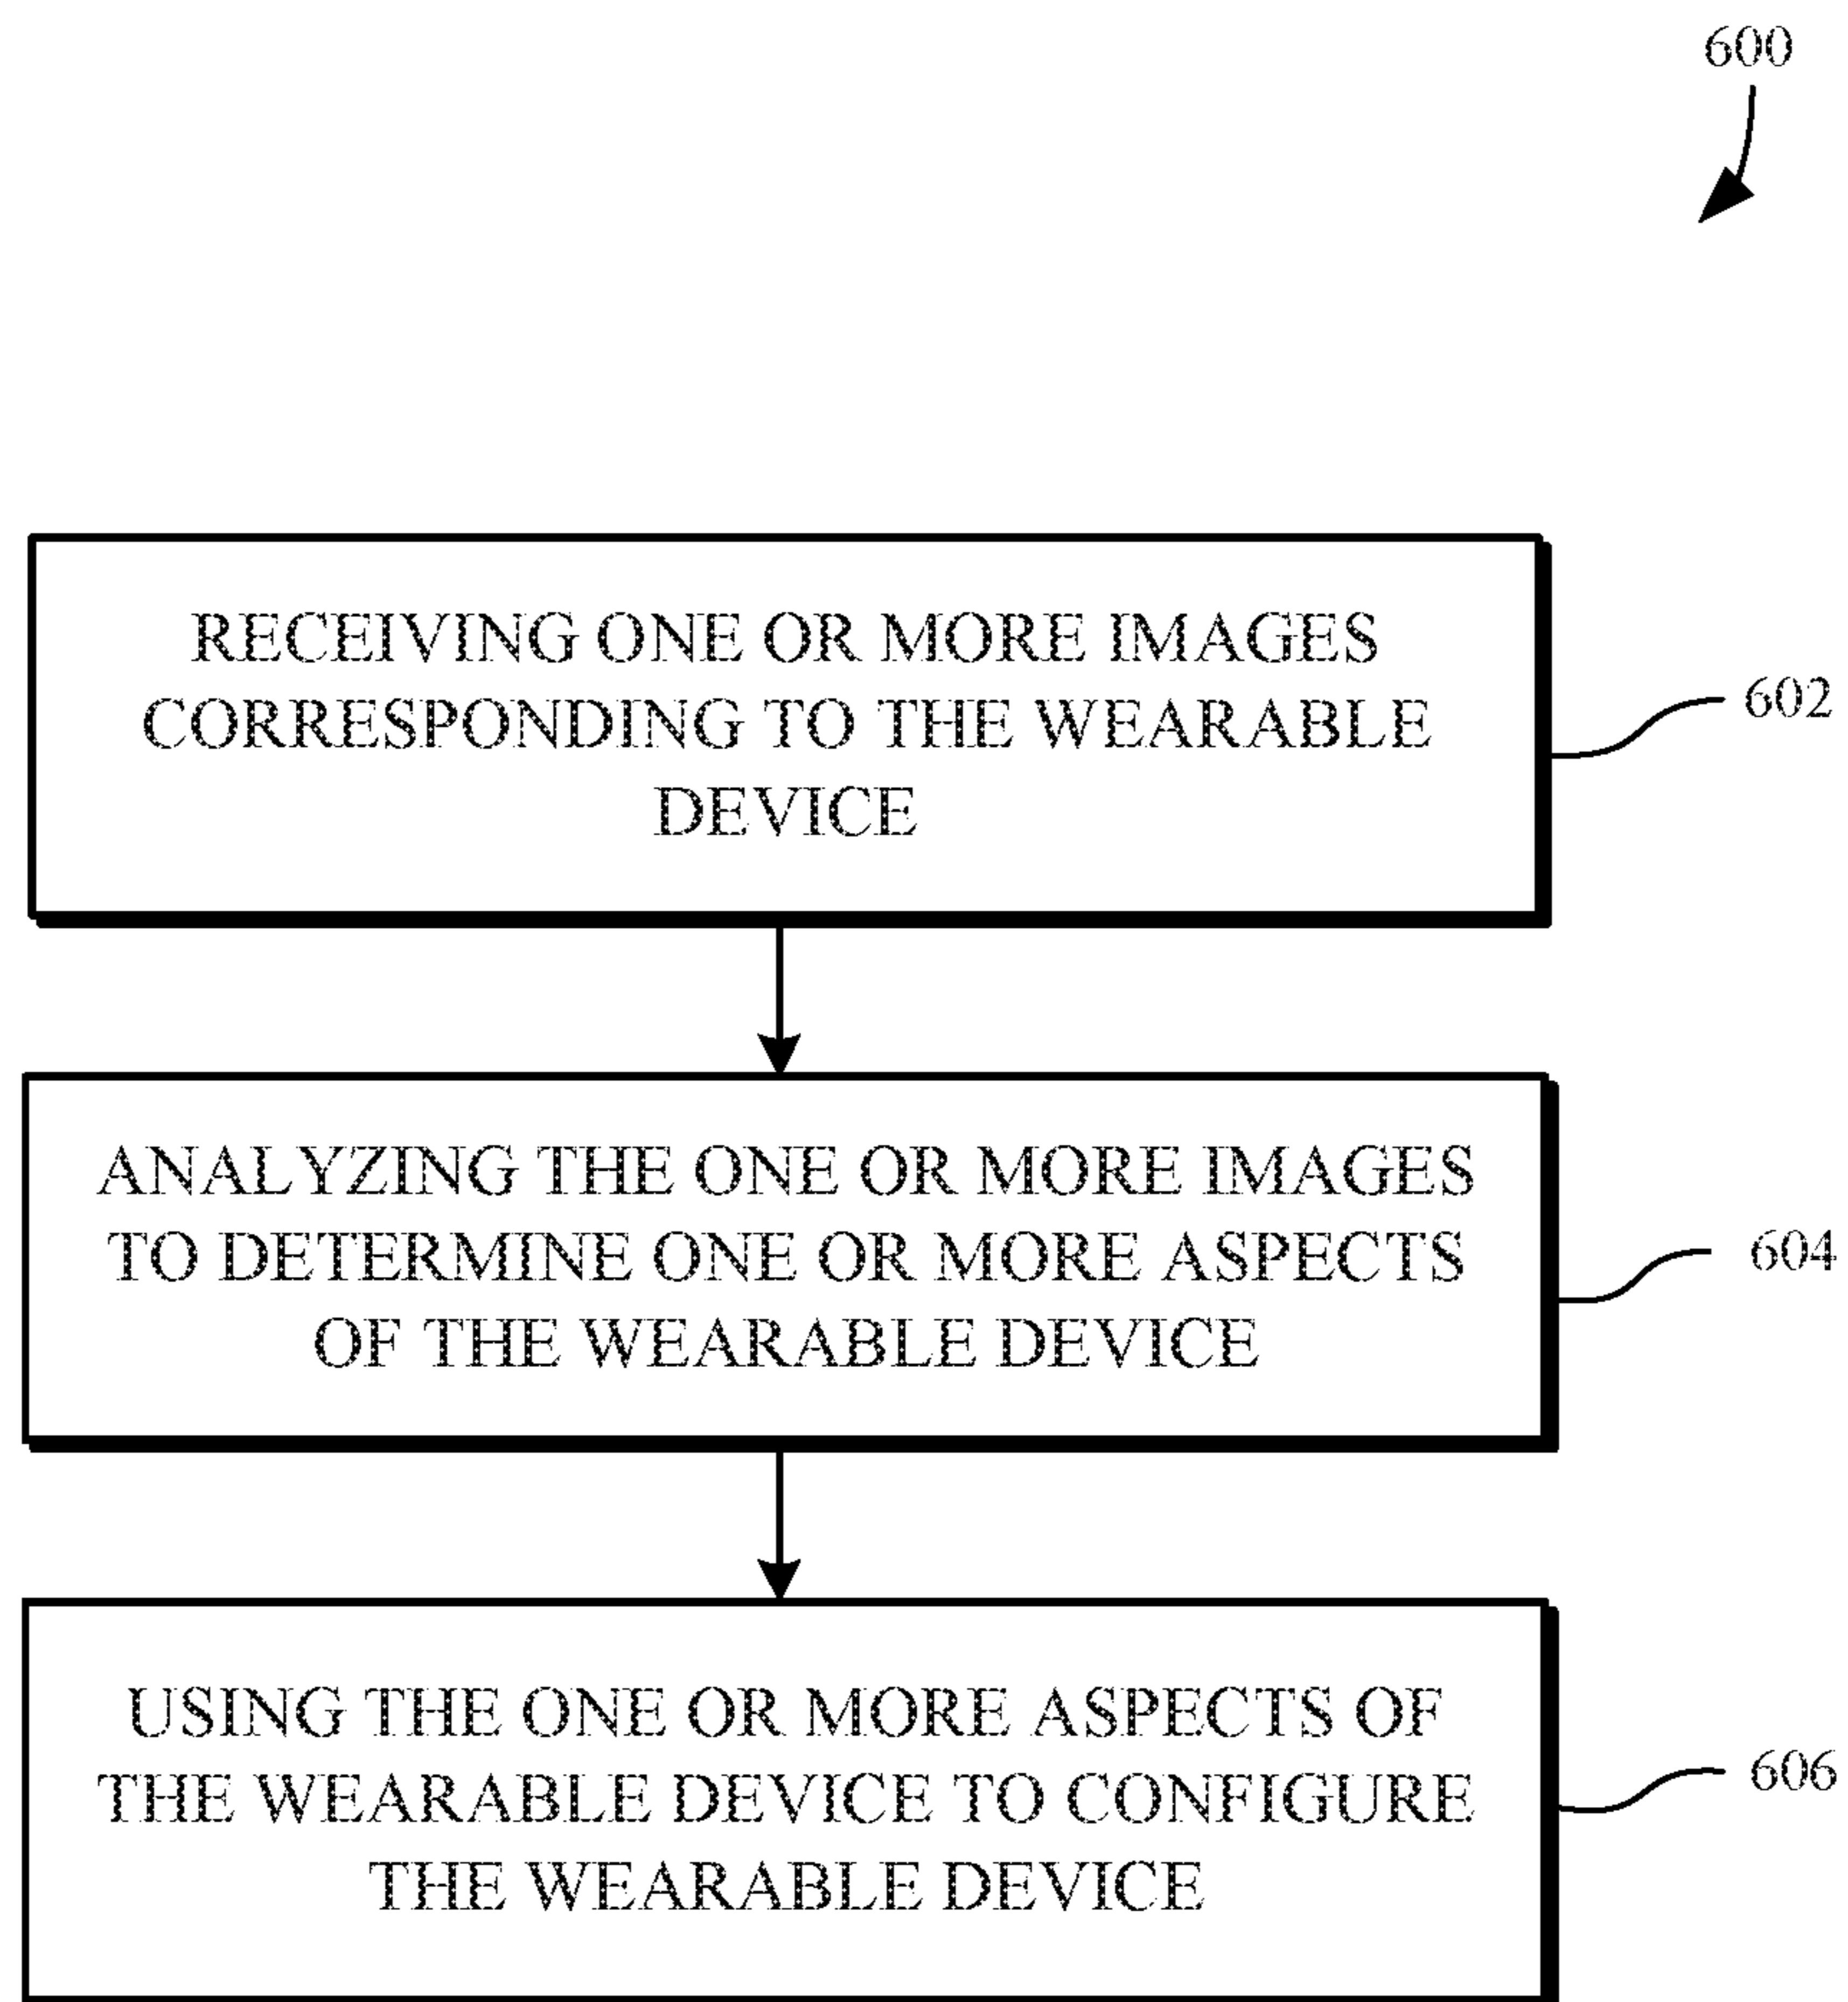 600
RECEIVING ONE OR MORE IMAGES
CORRESPONDING TO THE WEARABLE
DEVICE
602
ANALYZING THE ONE OR MORE IMAGES
TO DETERMINE ONE OR MORE ASPECTS
OF THE WEARABLE DEVICE
604
USING THE ONE OR MORE ASPECTS OF
THE WEARABLE DEVICE TO CONFIGURE
THE WEARABLE DEVICE
606